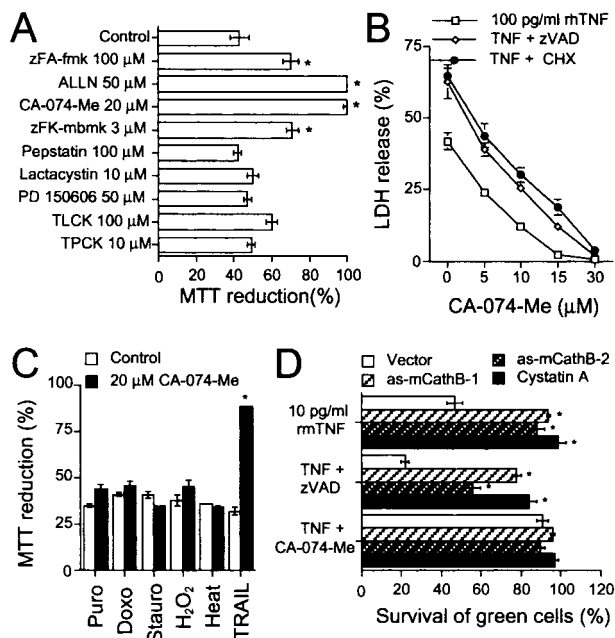 A
Control
zFA-fmk 100 µM
ALLN 50 µM
CA-074-Me 20 µM
zFK-mbmk 3 µM
Pepstatin 100 µM
Lactacystin 10 µM
PD 150606 50 µM
TLCK 100 µM
TPCK 10 µM
*
*
*
*
0 20 40 60 80 100
MTT reduction(%)
B
100 pg/ml rhTNF
TNF + zVAD
TNF + CHX
LDH release (%)
75
50
25
0
0 5 10 15 30
CA-074-Me (µM)
C
Control
20 µM CA-074-Me
MTT reduction (%)
100
75
50
25
0
*
Puro
Doxo
Stauro
H₂O₂
Heat
TRAIL
D
Vector
as-mCathB-1
as-mCathB-2
Cystatin A
10 pg/ml
rmTNF
TNF +
zVAD
TNF +
CA-074-Me
*
*
*
*
*
*
0 20 40 60 80 100 120
Survival of green cells (%)